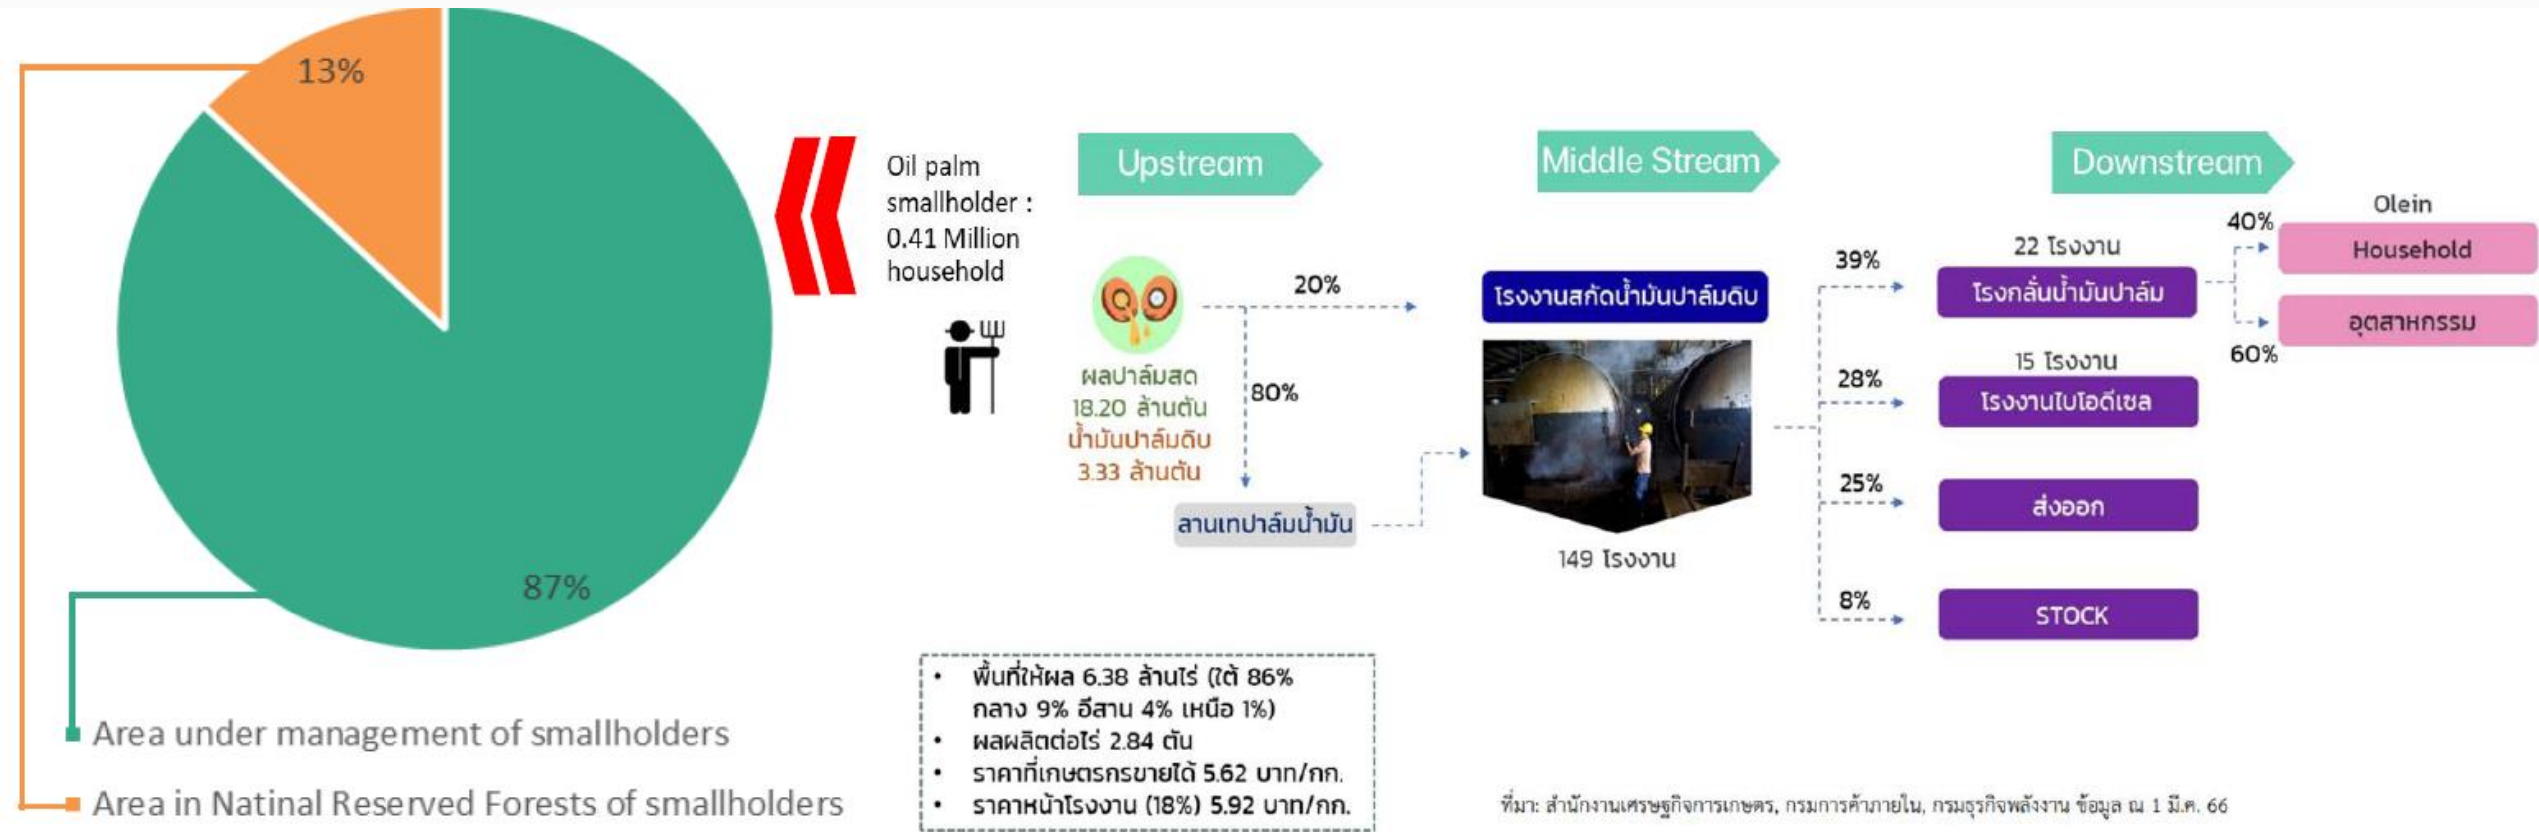 13%
87%
Area under management of smallholders
Area in Natinal Reserved Forests of smallholders
Oil palm
smallholder :
0.41 Million
household
Upstream
Middle Stream
Downstream
20%
80%
ผลปาล์มสด
18.20 ล้านตัน
น้ำมันปาล์มดิบ
3.33 ล้านตัน
ลานเทปาล์มน้ำมัน
โรงงานสกัดน้ำมันปาล์มดิบ
149 โรงงาน
39%
28%
25%
8%
22 โรงงาน
โรงกลั่นน้ำมันปาล์ม
15 โรงงาน
โรงงานไบโอดีเซล
ส่งออก
STOCK
Olein
40%
Household
อุตสาหกรรม
60%
• พื้นที่ให้ผล 6.38 ล้านไร่ (ใต้ 86%
กลาง 9% อีสาน 4% เหนือ 1%)
• ผลผลิตต่อไร่ 2.84 ตัน
• ราคาที่เกษตรกรขายได้ 5.62 บาท/กก.
• ราคาหน้าโรงงาน (18%) 5.92 บาท/กก.
ที่มา: สำนักงานเศรษฐกิจการเกษตร, กรมการค้าภายใน, กรมธุรกิจพลังงาน ข้อมูล ณ 1 มี.ค. 66